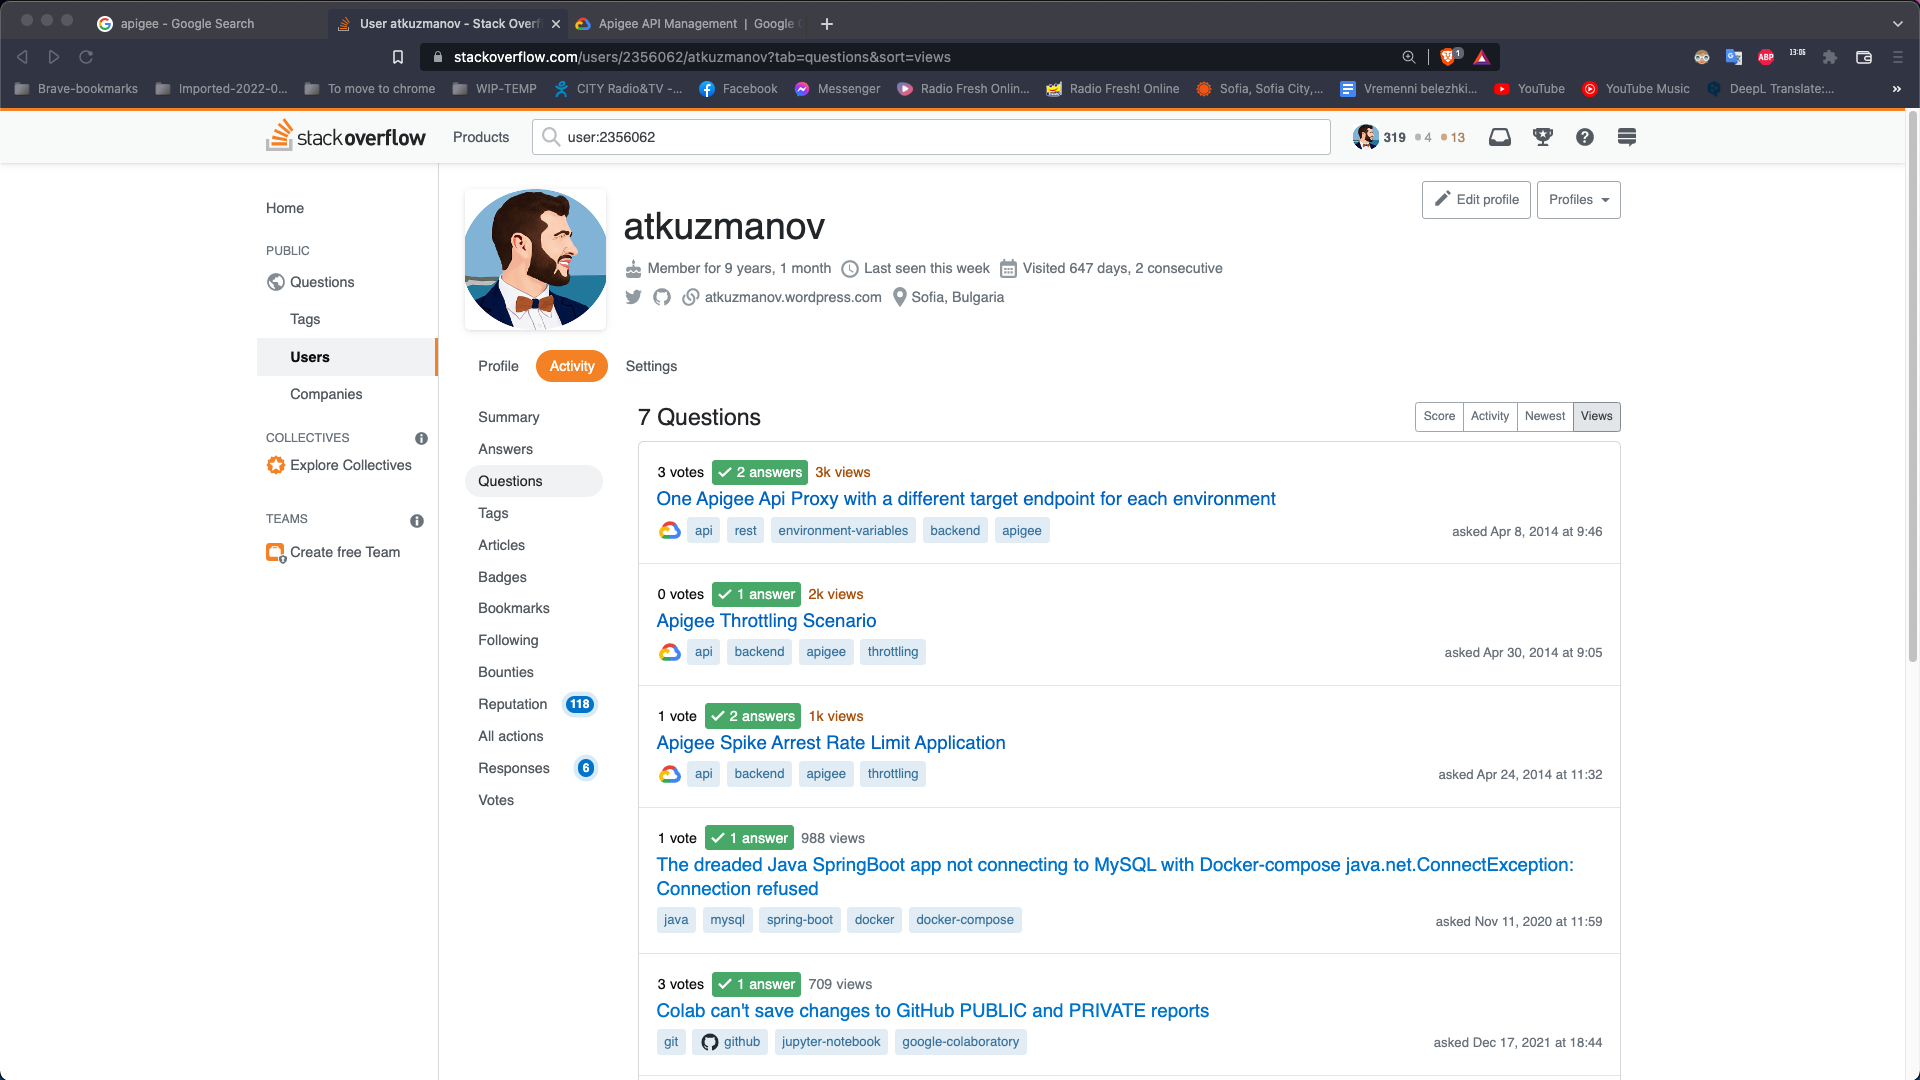 apigee - Google Search
User atkuzmanov - Stack Overf
Apigee API Management | Google C
stackoverflow.com/users/2356062/atkuzmanov?tab=questions&sort=views
1
ABP
13:05
Brave-bookmarks
Imported-2022-0...
To move to chrome
WIP-TEMP
CITY Radio&TV -...
Facebook
Messenger
Radio Fresh Onlin...
Radio Fresh! Online
Sofia, Sofia City,...
Vremenni belezhki...
YouTube
YouTube Music
DeepL Translate:...
»
stackoverflow
Products
user:2356062
319 4 13
Home
PUBLIC
Questions
Tags
Users
Companies
COLLECTIVES
Explore Collectives
TEAMS
Create free Team
atkuzmanov
Member for 9 years, 1 month
Last seen this week
Visited 647 days, 2 consecutive
atkuzmanov.wordpress.com
Sofia, Bulgaria
Edit profile
Profiles
Profile
Activity
Settings
Summary
Answers
Questions
Tags
Articles
Badges
Bookmarks
Following
Bounties
Reputation 118
All actions
Responses 6
Votes
7 Questions
Score
Activity
Newest
Views
3 votes 2 answers 3k views
One Apigee Api Proxy with a different target endpoint for each environment
api rest environment-variables backend apigee
asked Apr 8, 2014 at 9:46
0 votes 1 answer 2k views
Apigee Throttling Scenario
api backend apigee throttling
asked Apr 30, 2014 at 9:05
1 vote 2 answers 1k views
Apigee Spike Arrest Rate Limit Application
api backend apigee throttling
asked Apr 24, 2014 at 11:32
1 vote 1 answer 988 views
The dreaded Java SpringBoot app not connecting to MySQL with Docker-compose java.net.ConnectException:
Connection refused
java mysql spring-boot docker docker-compose
asked Nov 11, 2020 at 11:59
3 votes 1 answer 709 views
Colab can't save changes to GitHub PUBLIC and PRIVATE reports
git github jupyter-notebook google-colaboratory
asked Dec 17, 2021 at 18:44